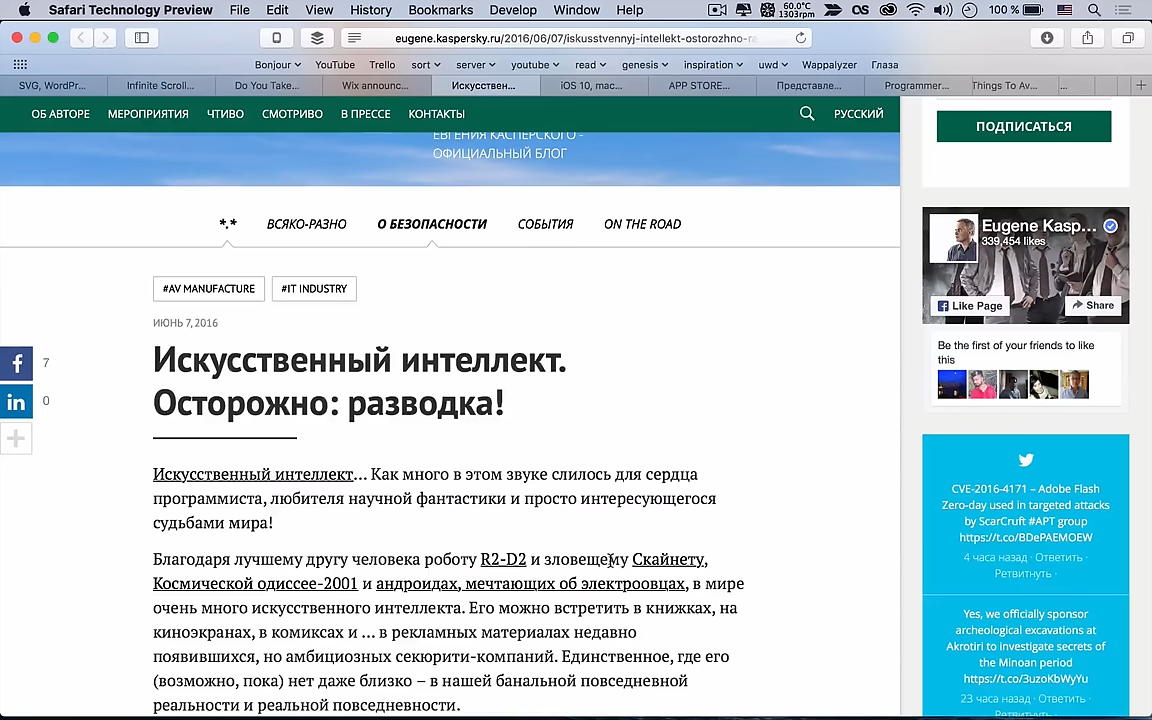 Safari Technology Preview File Edit View History Bookmarks Develop Window Help 60.0°C 1303rpm OS 100 %
eugene.kaspersky.ru/2016/06/07/iskusstvennyj-intellekt-ostorozhno-
Bonjour YouTube Trello sort server youtube read genesis inspiration uwd Wappalyzer Глаза
SVG, WordPr... Infinite Scroll... Do You Take... Wix announc... Искусствен... iOS 10, mac... APP STORE... Представле... Programmer... Things To Av... ...
ОБ АВТОРЕ МЕРОПРИЯТИЯ ЧТИВО СМОТРИВО В ПРЕССЕ КОНТАКТЫ РУССКИЙ
ЕВГЕНИЯ КАСПЕРСКОГО -
ОФИЦИАЛЬНЫЙ БЛОГ
*.* ВСЯКО-РАЗНО О БЕЗОПАСНОСТИ СОБЫТИЯ ON THE ROAD
#AV MANUFACTURE #IT INDUSTRY
ИЮНЬ 7, 2016
7
0
Искусственный интеллект.
Осторожно: разводка!
Искусственный интеллект... Как много в этом звуке слилось для сердца
программиста, любителя научной фантастики и просто интересующегося
судьбами мира!
Благодаря лучшему другу человека роботу R2-D2 и зловещему Скайнету,
Космической одиссее-2001 и андроидах, мечтающих об электроовцах, в мире
очень много искусственного интеллекта. Его можно встретить в книжках, на
киноэкранах, в комиксах и ... в рекламных материалах недавно
появившихся, но амбициозных секюрити-компаний. Единственное, где его
(возможно, пока) нет даже близко – в нашей банальной повседневной
реальности и реальной повседневности.
ПОДПИСАТЬСЯ
Eugene Kasp...
339,454 likes
Like Page Share
Be the first of your friends to like
this
CVE-2016-4171 – Adobe Flash
Zero-day used in targeted attacks
by ScarCruft #APT group
https://t.co/BDePAEMOEW
4 часа назад · Ответить ·
Ретвитнуть ·
Yes, we officially sponsor
archeological excavations at
Akrotiri to investigate secrets of
the Minoan period
https://t.co/3uzoKbWyYu
23 часа назад · Ответить ·
Ретвитнуть ·